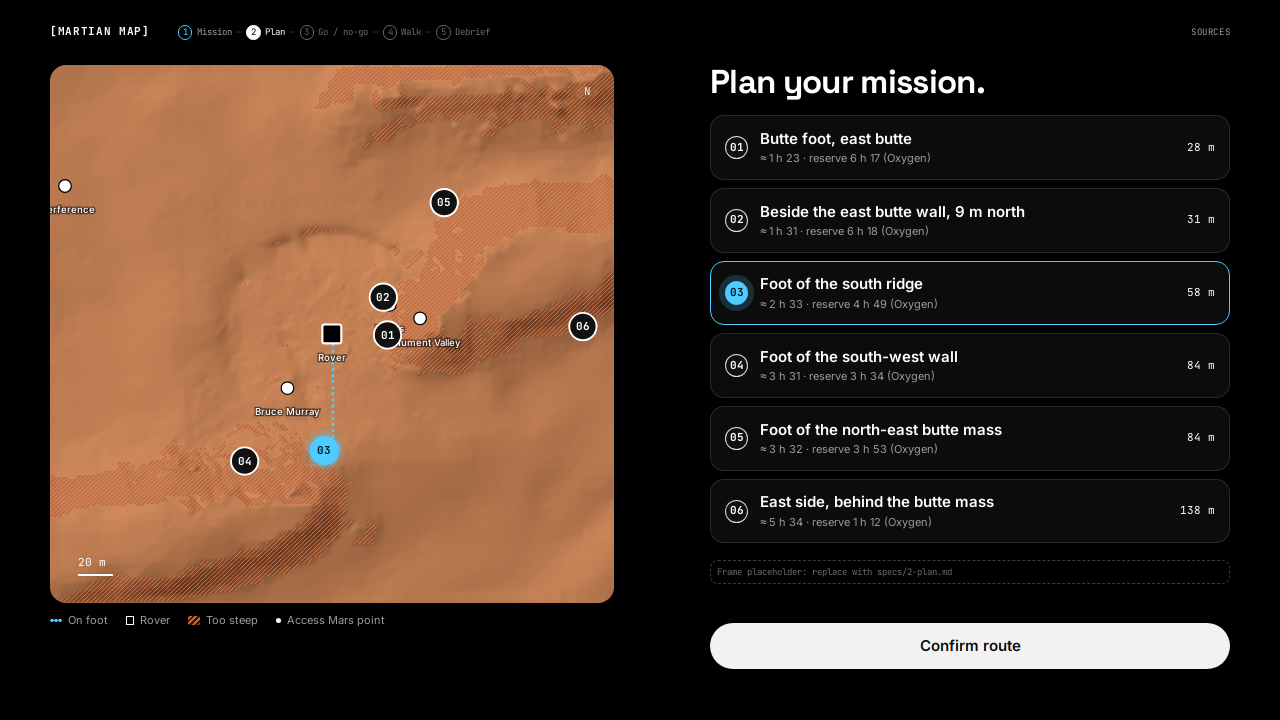 [MARTIAN MAP]
1 Mission – 2 Plan – 3 Go / no-go – 4 Walk – 5 Debrief
SOURCES
N
erference
05
02
01
ument Valley
06
Rover
Bruce Murray
03
04
20 m
On foot
Rover
Too steep
Access Mars point
Plan your mission.
01 Butte foot, east butte 28 m
≈ 1 h 23 · reserve 6 h 17 (Oxygen)
02 Beside the east butte wall, 9 m north 31 m
≈ 1 h 31 · reserve 6 h 18 (Oxygen)
03 Foot of the south ridge 58 m
≈ 2 h 33 · reserve 4 h 49 (Oxygen)
04 Foot of the south-west wall 84 m
≈ 3 h 31 · reserve 3 h 34 (Oxygen)
05 Foot of the north-east butte mass 84 m
≈ 3 h 32 · reserve 3 h 53 (Oxygen)
06 East side, behind the butte mass 138 m
≈ 5 h 34 · reserve 1 h 12 (Oxygen)
Frame placeholder: replace with specs/2-plan.md
Confirm route